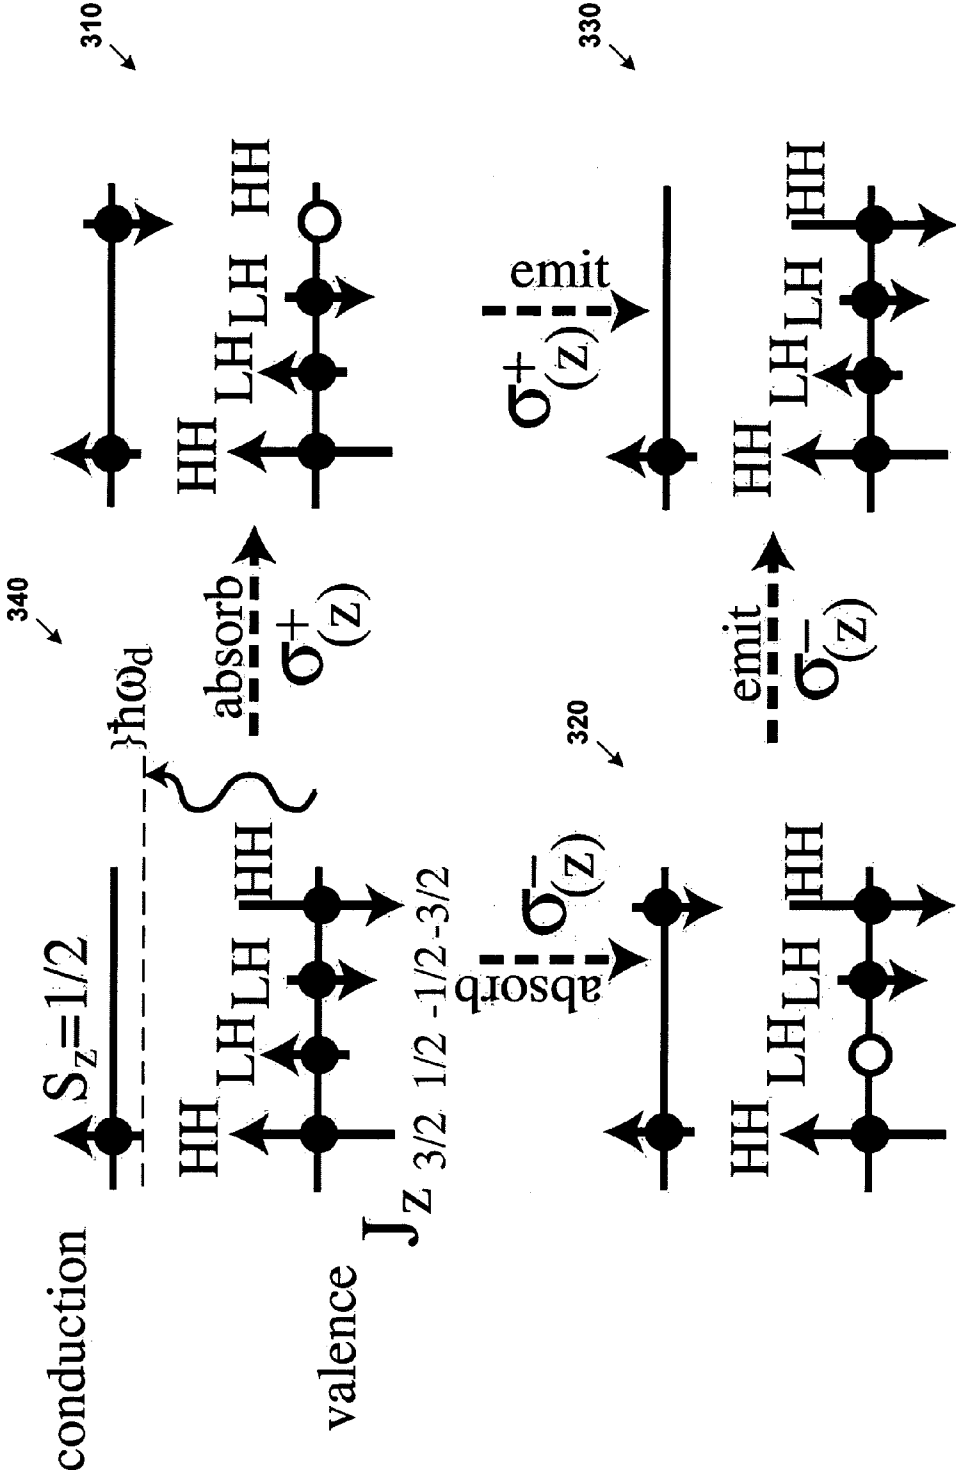 340
310
conduction
S_z=1/2
}ħω_d
HH LH LH HH
absorb
σ+
(z)
HH LH LH HH
valence
J_z 3/2 1/2 -1/2 -3/2
absorb
σ−
(z)
emit
σ+
(z)
320
330
HH LH LH HH
emit
σ−
(z)
HH LH LH HH